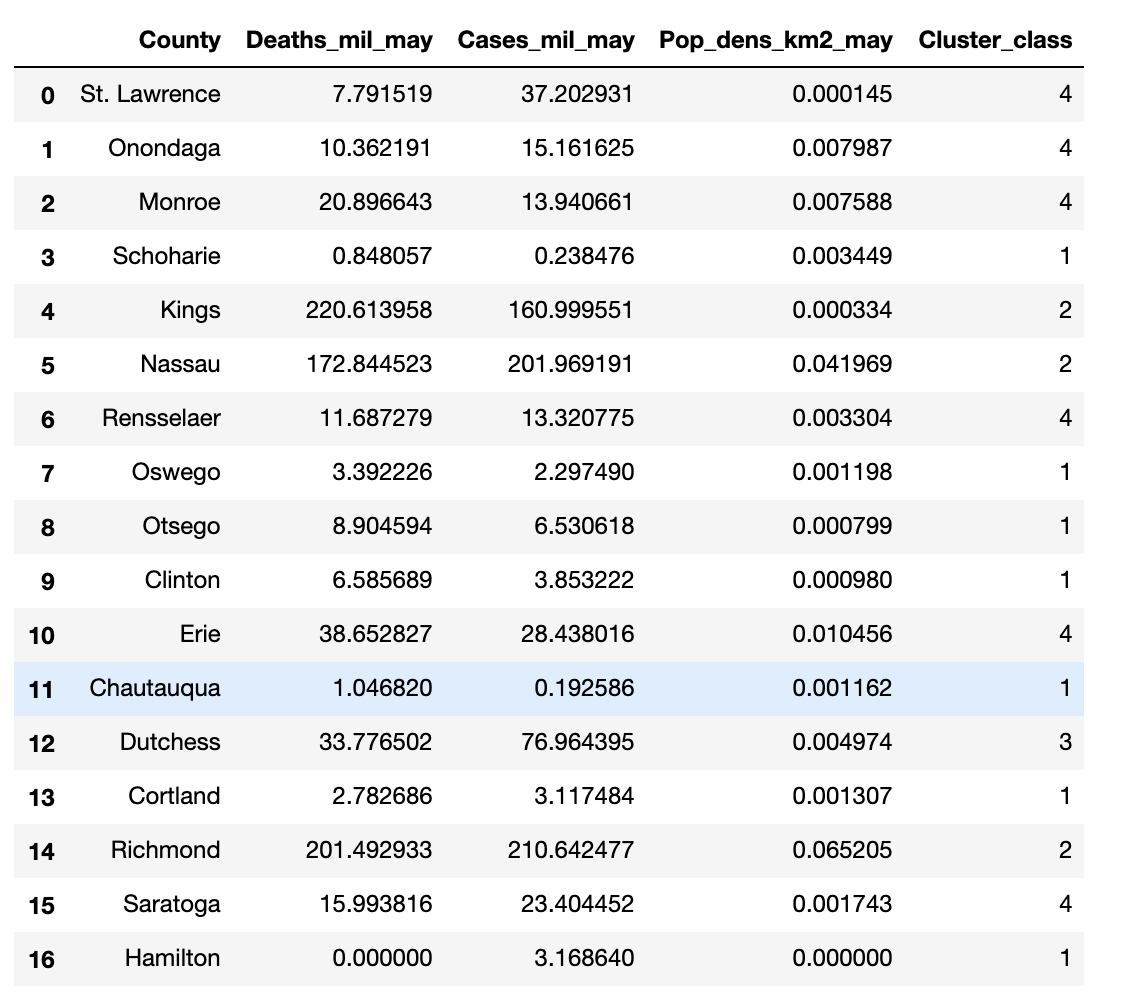 County Deaths_mil_may Cases_mil_may Pop_dens_km2_may Cluster_class
0 St. Lawrence 7.791519 37.202931 0.000145 4
1 Onondaga 10.362191 15.161625 0.007987 4
2 Monroe 20.896643 13.940661 0.007588 4
3 Schoharie 0.848057 0.238476 0.003449 1
4 Kings 220.613958 160.999551 0.000334 2
5 Nassau 172.844523 201.969191 0.041969 2
6 Rensselaer 11.687279 13.320775 0.003304 4
7 Oswego 3.392226 2.297490 0.001198 1
8 Otsego 8.904594 6.530618 0.000799 1
9 Clinton 6.585689 3.853222 0.000980 1
10 Erie 38.652827 28.438016 0.010456 4
11 Chautauqua 1.046820 0.192586 0.001162 1
12 Dutchess 33.776502 76.964395 0.004974 3
13 Cortland 2.782686 3.117484 0.001307 1
14 Richmond 201.492933 210.642477 0.065205 2
15 Saratoga 15.993816 23.404452 0.001743 4
16 Hamilton 0.000000 3.168640 0.000000 1